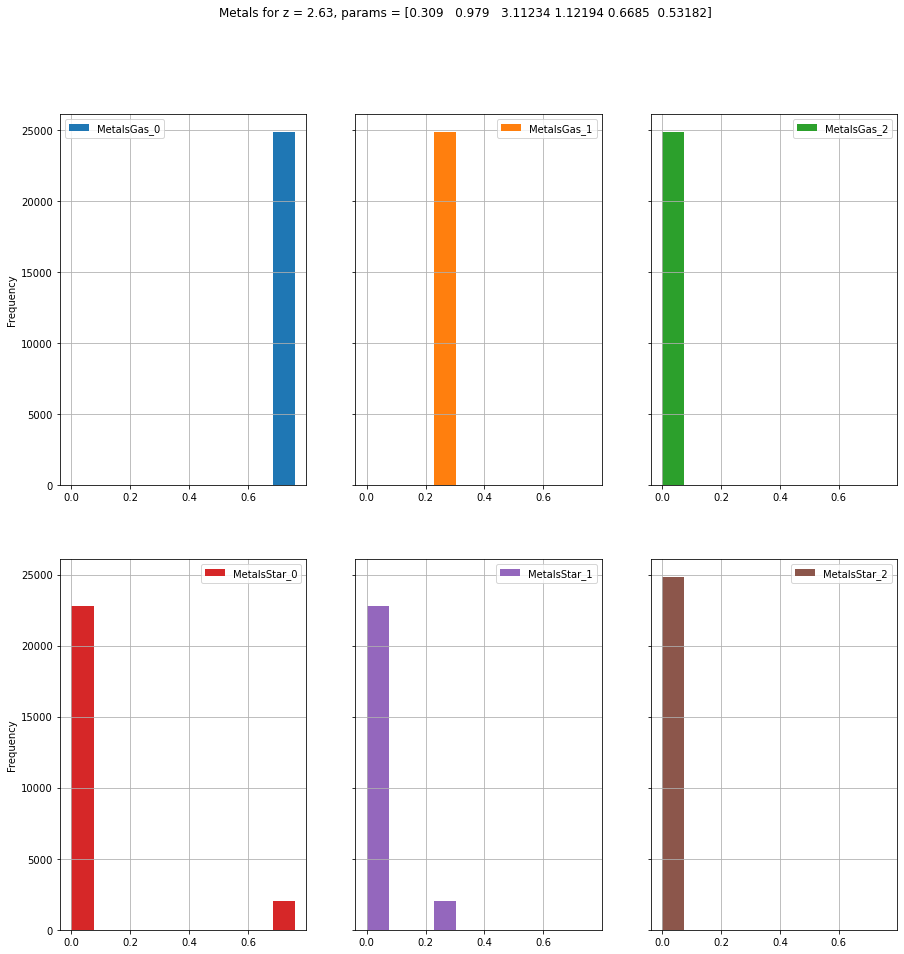 Metals for z = 2.63, params = [0.309   0.979   3.11234 1.12194 0.6685  0.53182]
MetalsGas_0
MetalsGas_1
MetalsGas_2
25000
20000
15000
10000
5000
0
Frequency
0.0 0.2 0.4 0.6
0.0 0.2 0.4 0.6
0.0 0.2 0.4 0.6
MetalsStar_0
MetalsStar_1
MetalsStar_2
25000
20000
15000
10000
5000
0
Frequency
0.0 0.2 0.4 0.6
0.0 0.2 0.4 0.6
0.0 0.2 0.4 0.6